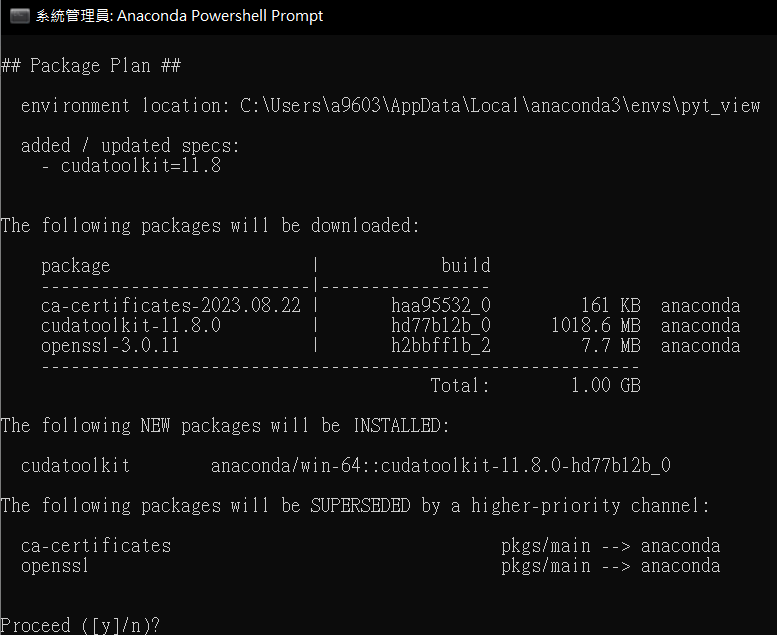 系統管理員: Anaconda Powershell Prompt
## Package Plan ##
environment location: C:\Users\a9603\AppData\Local\anaconda3\envs\pyt_view
added / updated specs:
- cudatoolkit=11.8
The following packages will be downloaded:
package | build
---------------------------|-----------------
ca-certificates-2023.08.22 | haa95532_0 161 KB anaconda
cudatoolkit-11.8.0 | hd77b12b_0 1018.6 MB anaconda
openssl-3.0.11 | h2bbff1b_2 7.7 MB anaconda
------------------------------------------------------------
Total: 1.00 GB
The following NEW packages will be INSTALLED:
cudatoolkit anaconda/win-64::cudatoolkit-11.8.0-hd77b12b_0
The following packages will be SUPERSEDED by a higher-priority channel:
ca-certificates pkgs/main --> anaconda
openssl pkgs/main --> anaconda
Proceed ([y]/n)?